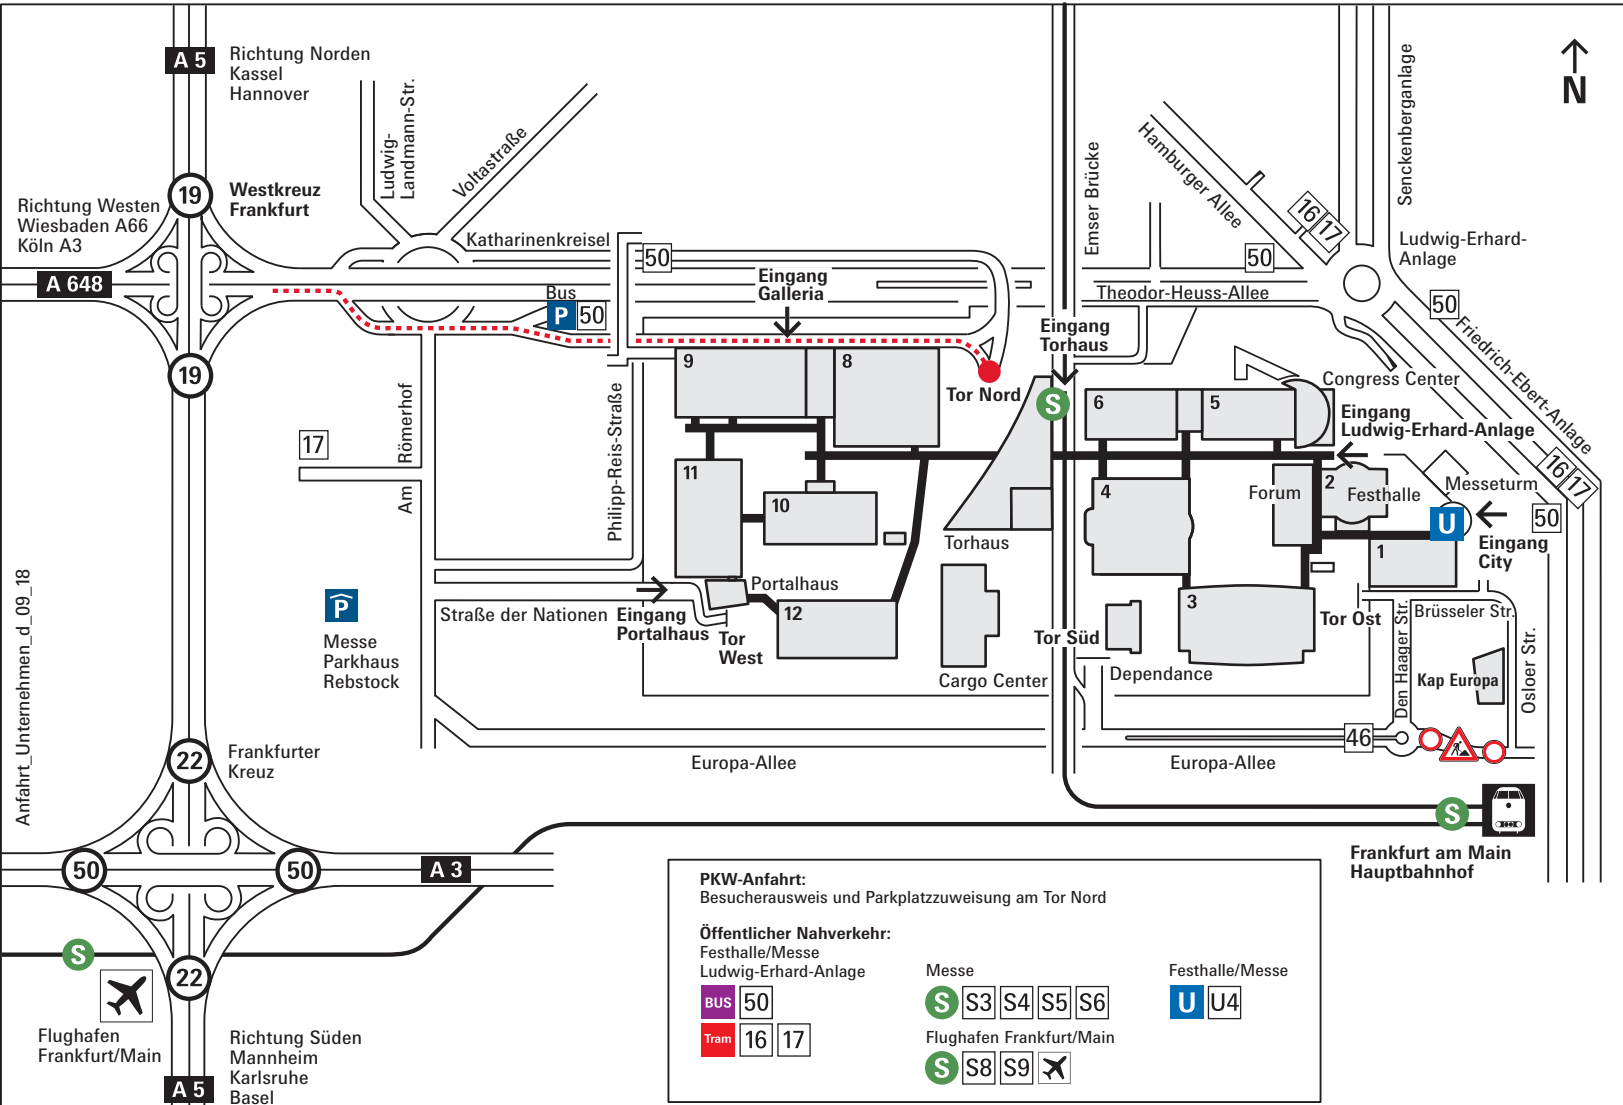 A 5
Richtung Norden
Kassel
Hannover
Ludwig-
Landmann-Str.
Voltastraße
Emser Brücke
Hamburger Allee
Senckenberganlage
N
19
Westkreuz
Frankfurt
Richtung Westen
Wiesbaden A66
Köln A3
A 648
Katharinenkreisel
50
16
17
50
Ludwig-Erhard-
Anlage
Eingang
Galleria
Bus
P
50
Theodor-Heuss-Allee
50
Friedrich-Ebert-Anlage
Eingang
Torhaus
19
9
8
Tor Nord
S
6
5
Congress Center
Eingang
Ludwig-Erhard-Anlage
17
Am Römerhof
Philipp-Reis-Straße
11
10
4
Forum
2
Festhalle
Messeturm
16
17
U
50
Eingang
City
Torhaus
1
Portalhaus
12
3
Straße der Nationen
Eingang
Portalhaus
Tor
West
Tor Süd
Tor Ost
Den Haager Str.
Brüsseler Str.
Osloer Str.
Kap Europa
P
Messe
Parkhaus
Rebstock
Cargo Center
Dependance
Anfahrt_Unternehmen_d_09_18
22
Frankfurter
Kreuz
Europa-Allee
Europa-Allee
46
S
Frankfurt am Main
Hauptbahnhof
50
50
A 3
S
22
Flughafen
Frankfurt/Main
Richtung Süden
Mannheim
Karlsruhe
Basel
A 5
PKW-Anfahrt:
Besucherausweis und Parkplatzzuweisung am Tor Nord
Öffentlicher Nahverkehr:
Festhalle/Messe
Ludwig-Erhard-Anlage
BUS 50
Tram 16 17
Messe
S S3 S4 S5 S6
Flughafen Frankfurt/Main
S S8 S9
Festhalle/Messe
U U4